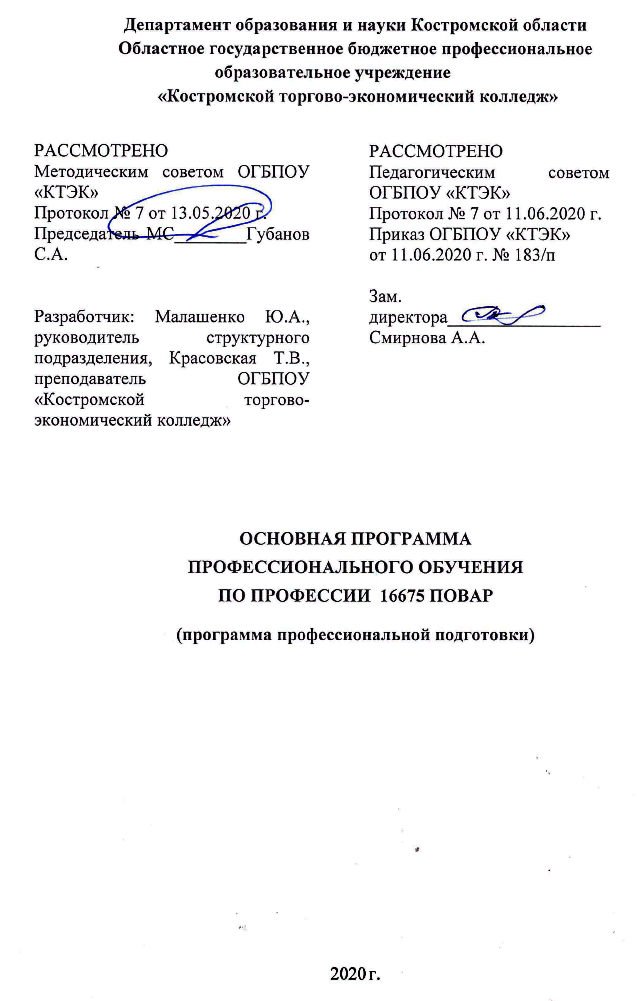 Департамент образования и науки Костромской области
Областное государственное бюджетное профессиональное
образовательное учреждение
«Костромской торгово-экономический колледж»
РАССМОТРЕНО
Методическим советом ОГБПОУ
«КТЭК»
Протокол № 7 от 13.05.2020 г.
Председатель МС________Губанов
С.А.
Разработчик: Малашенко Ю.А.,
руководитель структурного
подразделения, Красовская Т.В.,
преподаватель ОГБПОУ
«Костромской торгово-
экономический колледж»
РАССМОТРЕНО
Педагогическим советом
ОГБПОУ «КТЭК»
Протокол № 7 от 11.06.2020 г.
Приказ ОГБПОУ «КТЭК»
от 11.06.2020 г. № 183/п
Зам.
директора_________________
Смирнова А.А.
ОСНОВНАЯ ПРОГРАММА
ПРОФЕССИОНАЛЬНОГО ОБУЧЕНИЯ
ПО ПРОФЕССИИ 16675 ПОВАР
(программа профессиональной подготовки)
2020 г.